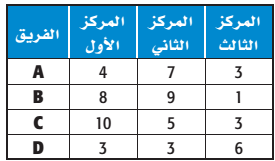 الفريق | المركز الأول | المركز الثاني | المركز الثالث
A | 4 | 7 | 3
B | 8 | 9 | 1
C | 10 | 5 | 3
D | 3 | 3 | 6